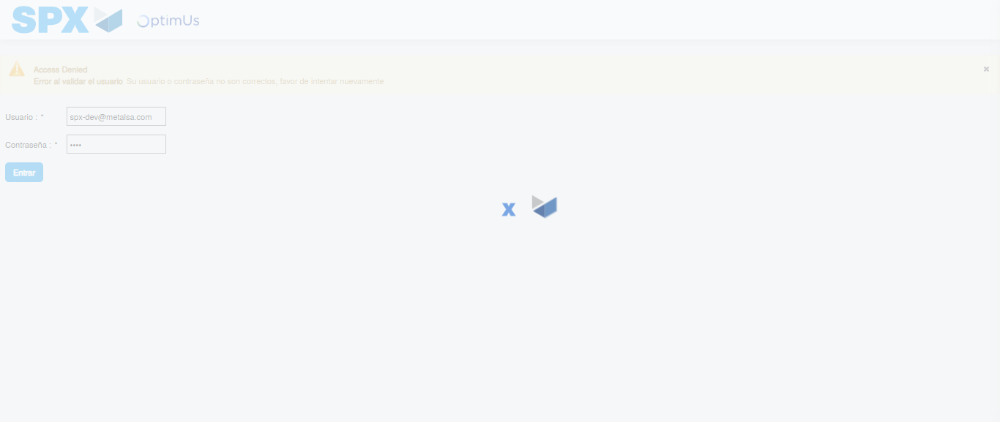 SPX OptimUs
Access Denied
Error al validar el usuario Su usuario o contraseña no son correctos, favor de intentar nuevamente
Usuario : * spx-dev@metalsa.com
Contraseña : * ••••
Entrar
X